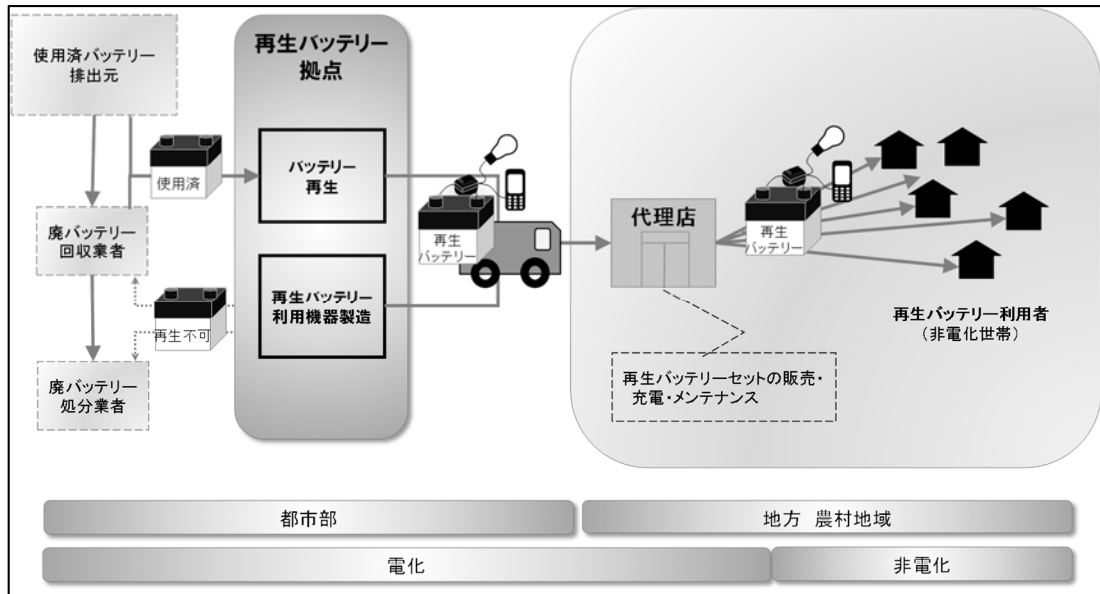 使用済バッテリー
排出元
再生バッテリー
拠点
使用済
バッテリー
再生
廃バッテリー
回収業者
再生不可
再生バッテリー
利用機器製造
廃バッテリー
処分業者
再生
バッテリー
代理店
再生
バッテリー
再生バッテリー利用者
（非電化世帯）
再生バッテリーセットの販売・
充電・メンテナンス
都市部
地方　農村地域
電化
非電化